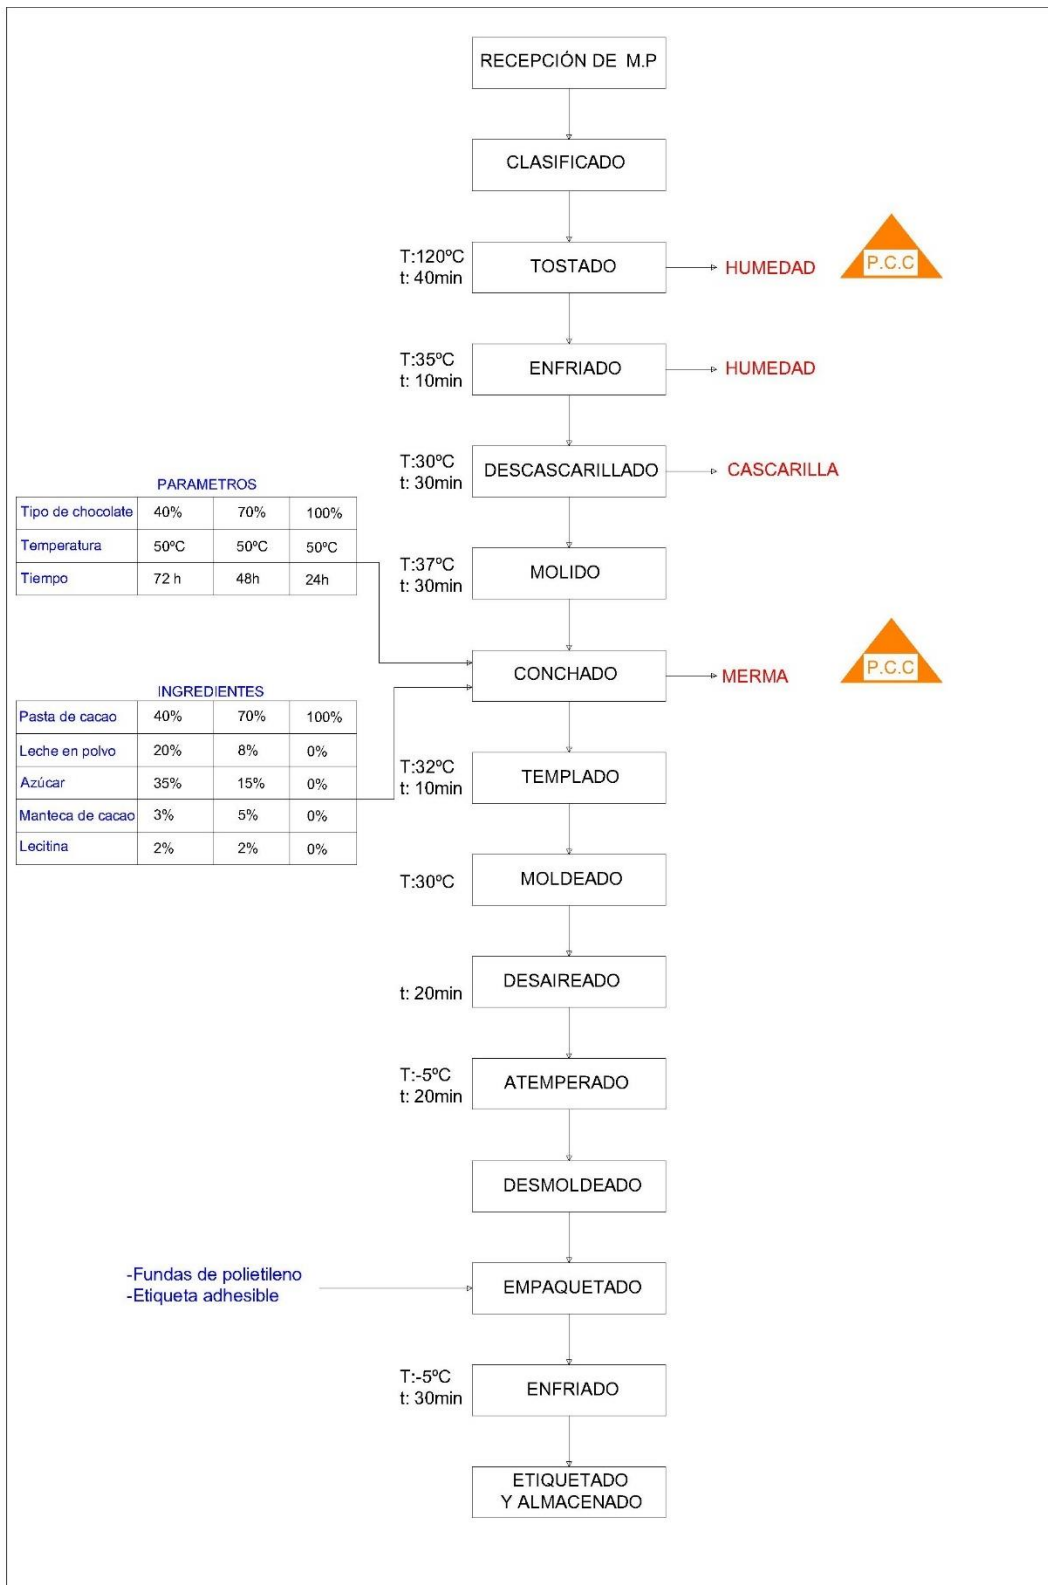 RECEPCIÓN DE M.P
CLASIFICADO
T:120ºC
t: 40min
TOSTADO
HUMEDAD
P.C.C
T:35ºC
t: 10min
ENFRIADO
HUMEDAD
T:30ºC
t: 30min
DESCASCARILLADO
CASCARILLA
PARAMETROS
Tipo de chocolate 40% 70% 100%
Temperatura 50ºC 50ºC 50ºC
Tiempo 72 h 48h 24h
T:37ºC
t: 30min
MOLIDO
CONCHADO
MERMA
P.C.C
INGREDIENTES
Pasta de cacao 40% 70% 100%
Leche en polvo 20% 8% 0%
Azúcar 35% 15% 0%
Manteca de cacao 3% 5% 0%
Lecitina 2% 2% 0%
T:32ºC
t: 10min
TEMPLADO
T:30ºC
MOLDEADO
t: 20min
DESAIREADO
T:-5ºC
t: 20min
ATEMPERADO
DESMOLDEADO
-Fundas de polietileno
-Etiqueta adhesible
EMPAQUETADO
T:-5ºC
t: 30min
ENFRIADO
ETIQUETADO
Y ALMACENADO